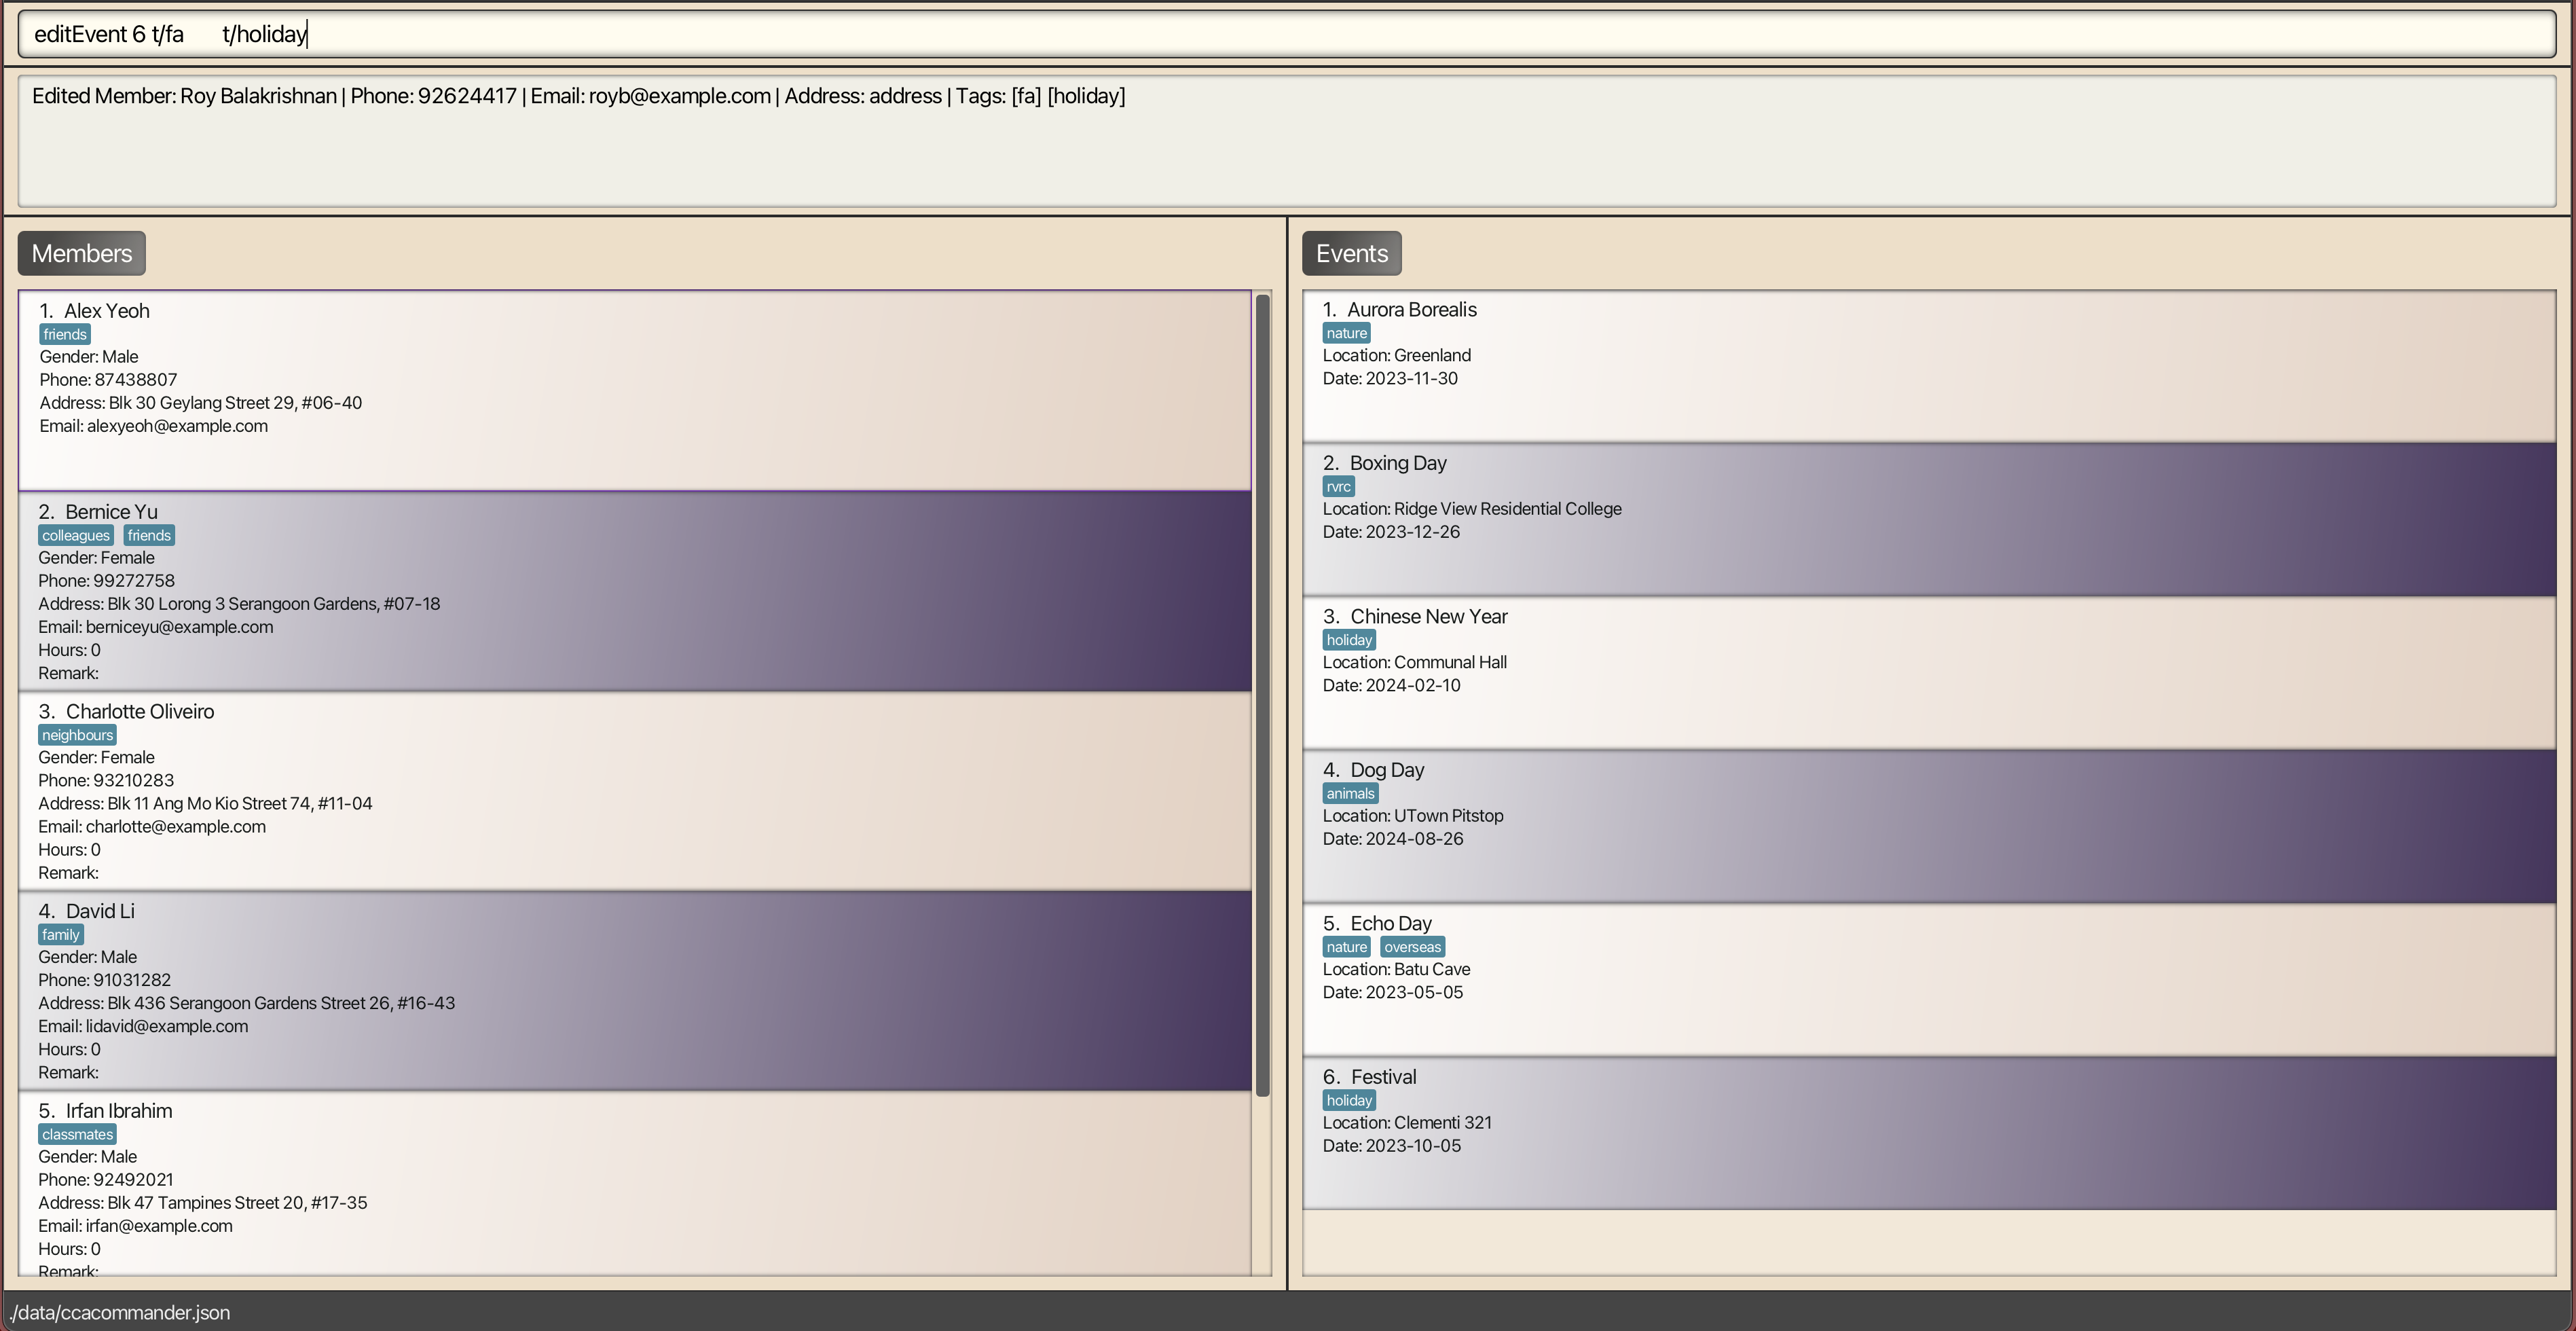 editEvent 6 t/fa t/holiday
Edited Member: Roy Balakrishnan | Phone: 92624417 | Email: royb@example.com | Address: address | Tags: [fa] [holiday]
Members
1. Alex Yeoh
friends
Gender: Male
Phone: 87438807
Address: Blk 30 Geylang Street 29, #06-40
Email: alexyeoh@example.com
2. Bernice Yu
colleagues friends
Gender: Female
Phone: 99272758
Address: Blk 30 Lorong 3 Serangoon Gardens, #07-18
Email: berniceyu@example.com
Hours: 0
Remark:
3. Charlotte Oliveiro
neighbours
Gender: Female
Phone: 93210283
Address: Blk 11 Ang Mo Kio Street 74, #11-04
Email: charlotte@example.com
Hours: 0
Remark:
4. David Li
family
Gender: Male
Phone: 91031282
Address: Blk 436 Serangoon Gardens Street 26, #16-43
Email: lidavid@example.com
Hours: 0
Remark:
5. Irfan Ibrahim
classmates
Gender: Male
Phone: 92492021
Address: Blk 47 Tampines Street 20, #17-35
Email: irfan@example.com
Hours: 0
Remark:
Events
1. Aurora Borealis
nature
Location: Greenland
Date: 2023-11-30
2. Boxing Day
rvrc
Location: Ridge View Residential College
Date: 2023-12-26
3. Chinese New Year
holiday
Location: Communal Hall
Date: 2024-02-10
4. Dog Day
animals
Location: UTown Pitstop
Date: 2024-08-26
5. Echo Day
nature overseas
Location: Batu Cave
Date: 2023-05-05
6. Festival
holiday
Location: Clementi 321
Date: 2023-10-05
./data/ccacommander.json